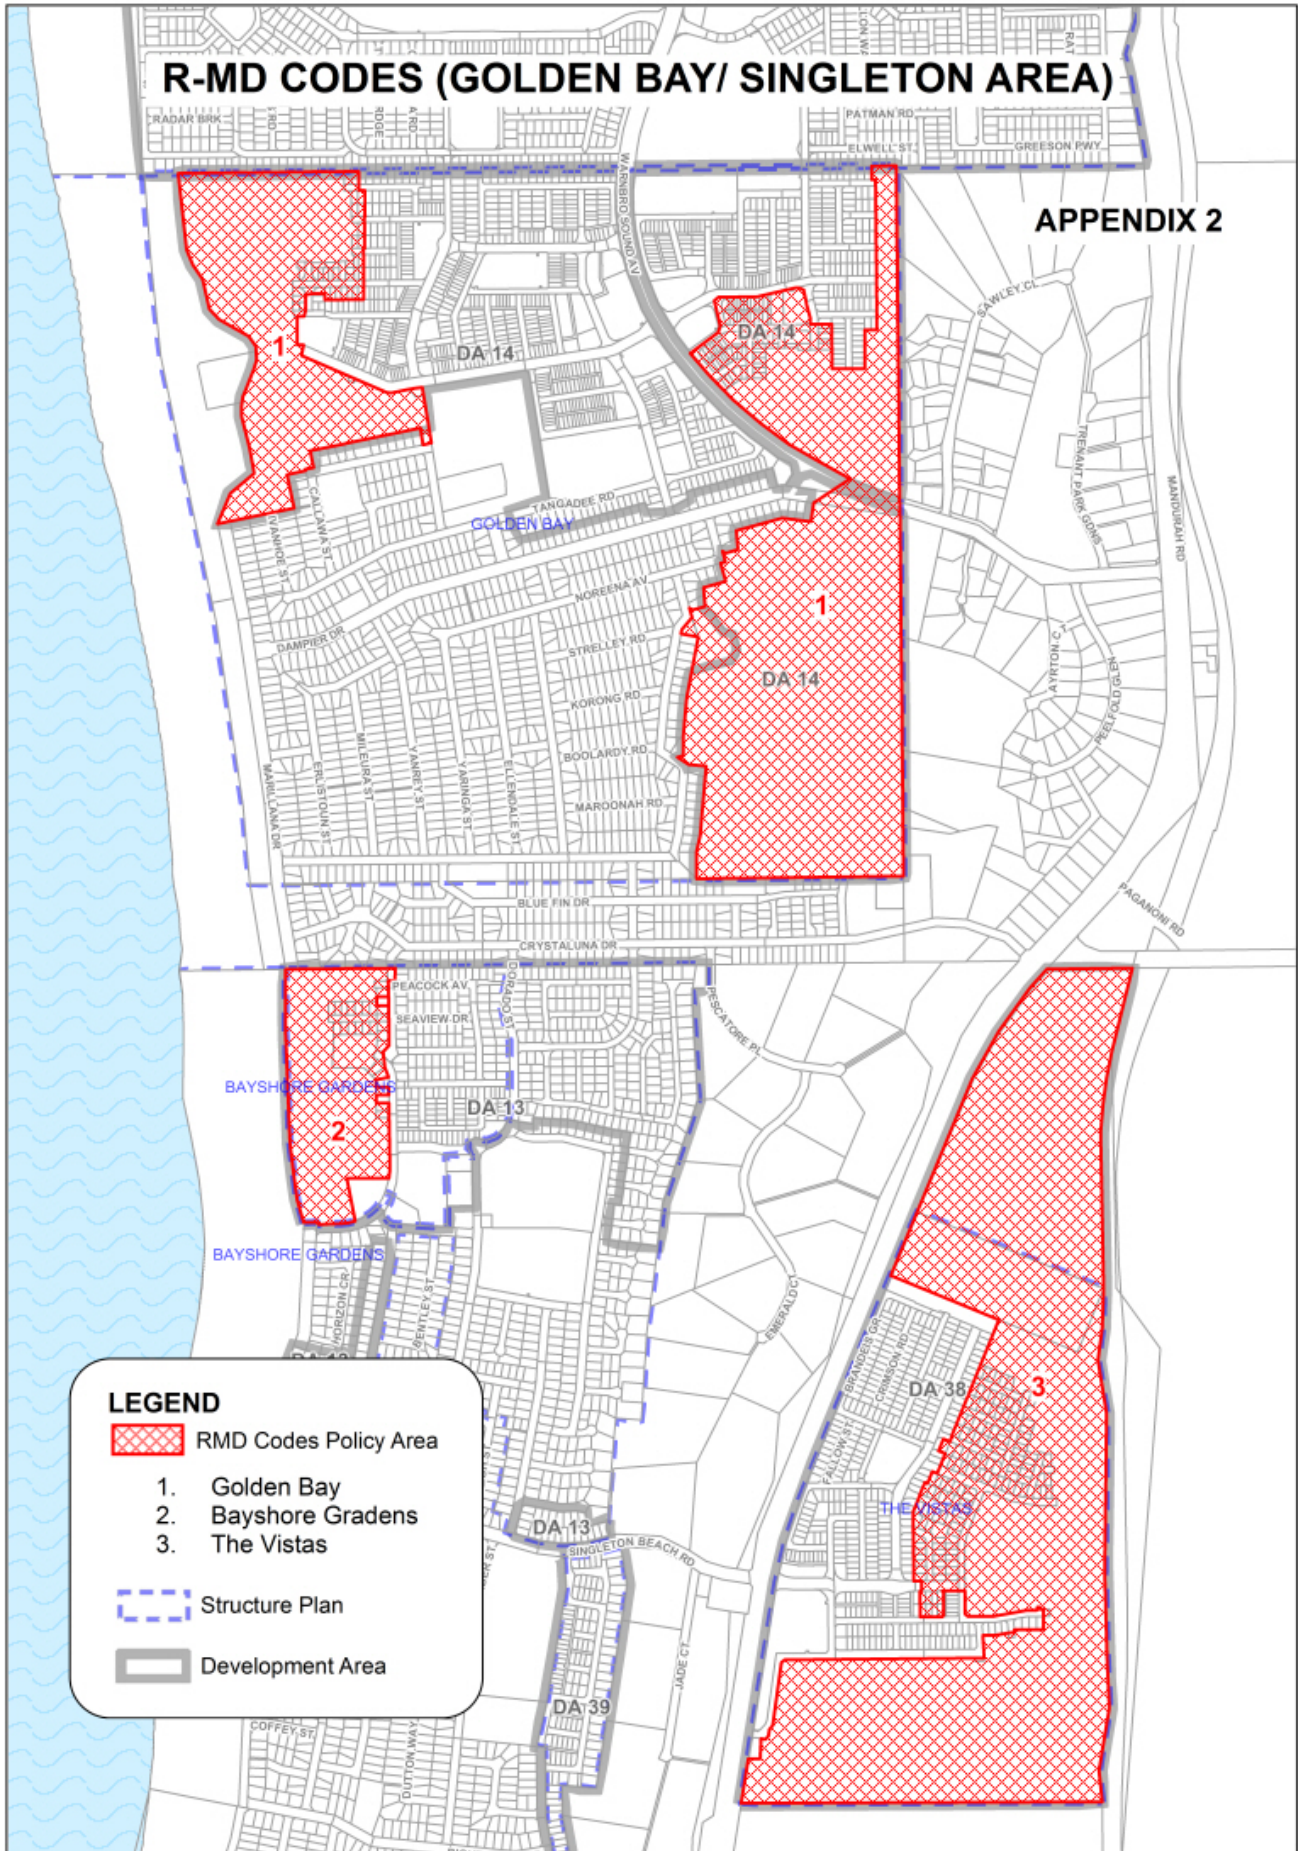 R-MD CODES (GOLDEN BAY/ SINGLETON AREA)
RADAR BRK
PATMAN RD
ELWELL ST
GREESON PWY
WARNBRO SOUND AV
APPENDIX 2
SAWLEY CL
DA 14
1
DA 14
TRENANT PARK GDNS
MANDURAH RD
TANGADEE RD
GOLDEN BAY
CALLAWA ST
IVANHOE ST
NOREENA AV
1
DAMPIER DR
STRELLEY RD
AYRTON C
PEELFOLD GLEN
DA 14
KORONG RD
BOOLARDY RD
MARILLANA DR
ERLISTOUN ST
MILEURA ST
YANREY ST
YARINGA ST
ELLENDALE ST
MAROONAH RD
BLUE FIN DR
PAGANONI RD
CRYSTALUNA DR
PEACOCK AV
DORADO ST
SEAVIEW DR
PESCATORE PL
BAYSHORE GARDENS
DA 13
2
BAYSHORE GARDENS
HORIZON CR
BENTLEY ST
EMERALD CT
BRANDEIS GR
CRIMSON RD
DA 38
3
FALLOW ST
THE VISTAS
DA 13
SINGLETON BEACH RD
JADE CT
DA 39
COFFEY ST
DUTTON WAY
LEGEND
RMD Codes Policy Area
1. Golden Bay
2. Bayshore Gradens
3. The Vistas
Structure Plan
Development Area